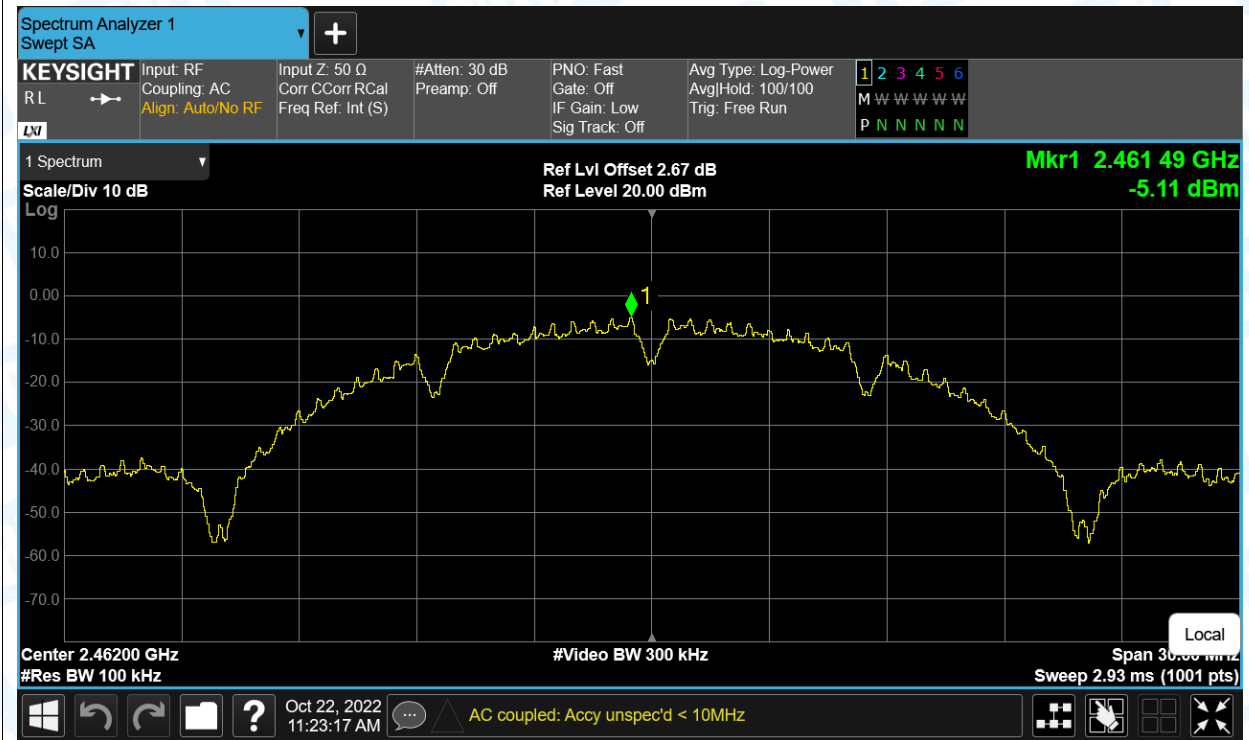 Spectrum Analyzer 1
Swept SA
KEYSIGHT
R L
LXI
Input: RF
Coupling: AC
Align: Auto/No RF
Input Z: 50 Ω
Corr CCorr RCal
Freq Ref: Int (S)
#Atten: 30 dB
Preamp: Off
PNO: Fast
Gate: Off
IF Gain: Low
Sig Track: Off
Avg Type: Log-Power
Avg|Hold: 100/100
Trig: Free Run
1 2 3 4 5 6
M W W W W W
P N N N N N N
1 Spectrum
Scale/Div 10 dB
Log
Ref Lvl Offset 2.67 dB
Ref Level 20.00 dBm
Mkr1 2.461 49 GHz
-5.11 dBm
10.0
0.00
-10.0
-20.0
-30.0
-40.0
-50.0
-60.0
-70.0
1
Center 2.46200 GHz
#Res BW 100 kHz
#Video BW 300 kHz
Span 30.00 MHz
Sweep 2.93 ms (1001 pts)
Local
?
Oct 22, 2022
11:23:17 AM
AC coupled: Accy unspec'd < 10MHz